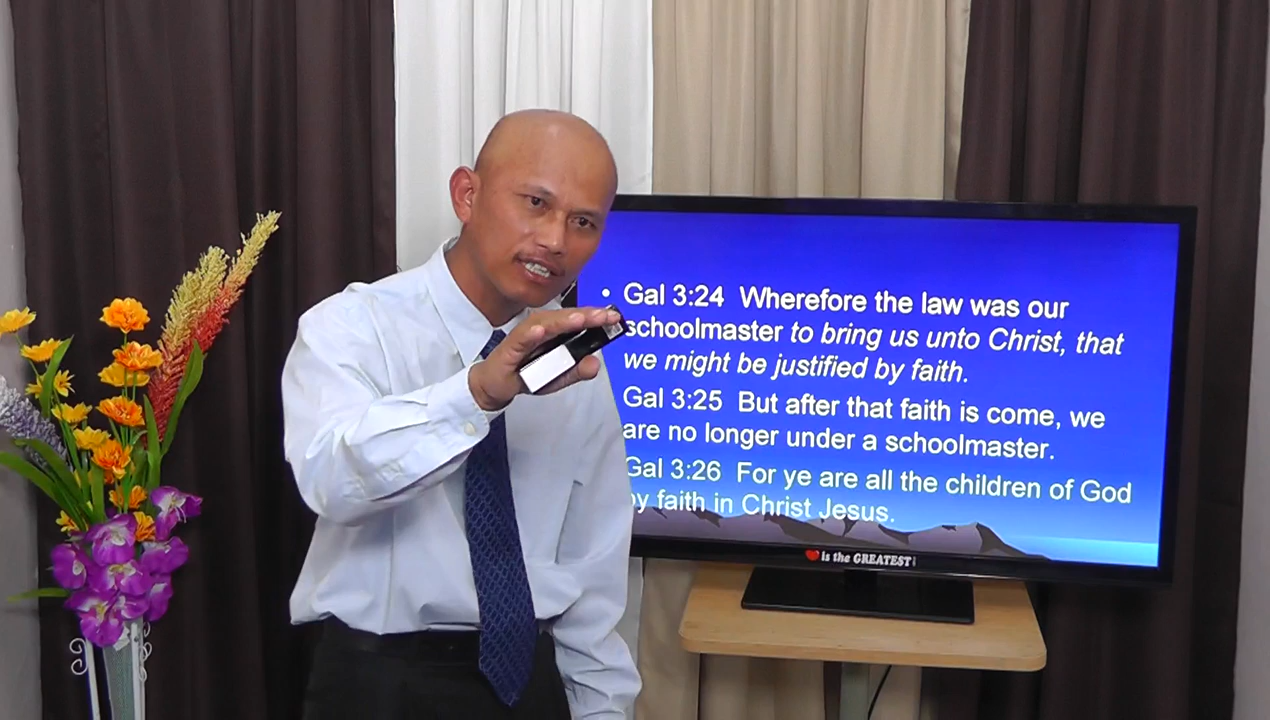 • Gal 3:24 Wherefore the law was our
schoolmaster to bring us unto Christ, that
we might be justified by faith.
Gal 3:25 But after that faith is come, we
are no longer under a schoolmaster.
Gal 3:26 For ye are all the children of God
by faith in Christ Jesus.
❤ is the GREATEST!